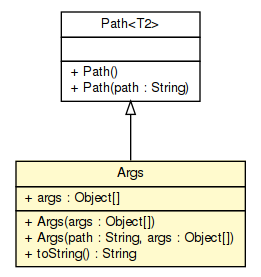 Path<T2>
+ Path()
+ Path(path : String)
Args
+ args : Object[]
+ Args(args : Object[])
+ Args(path : String, args : Object[])
+ toString() : String